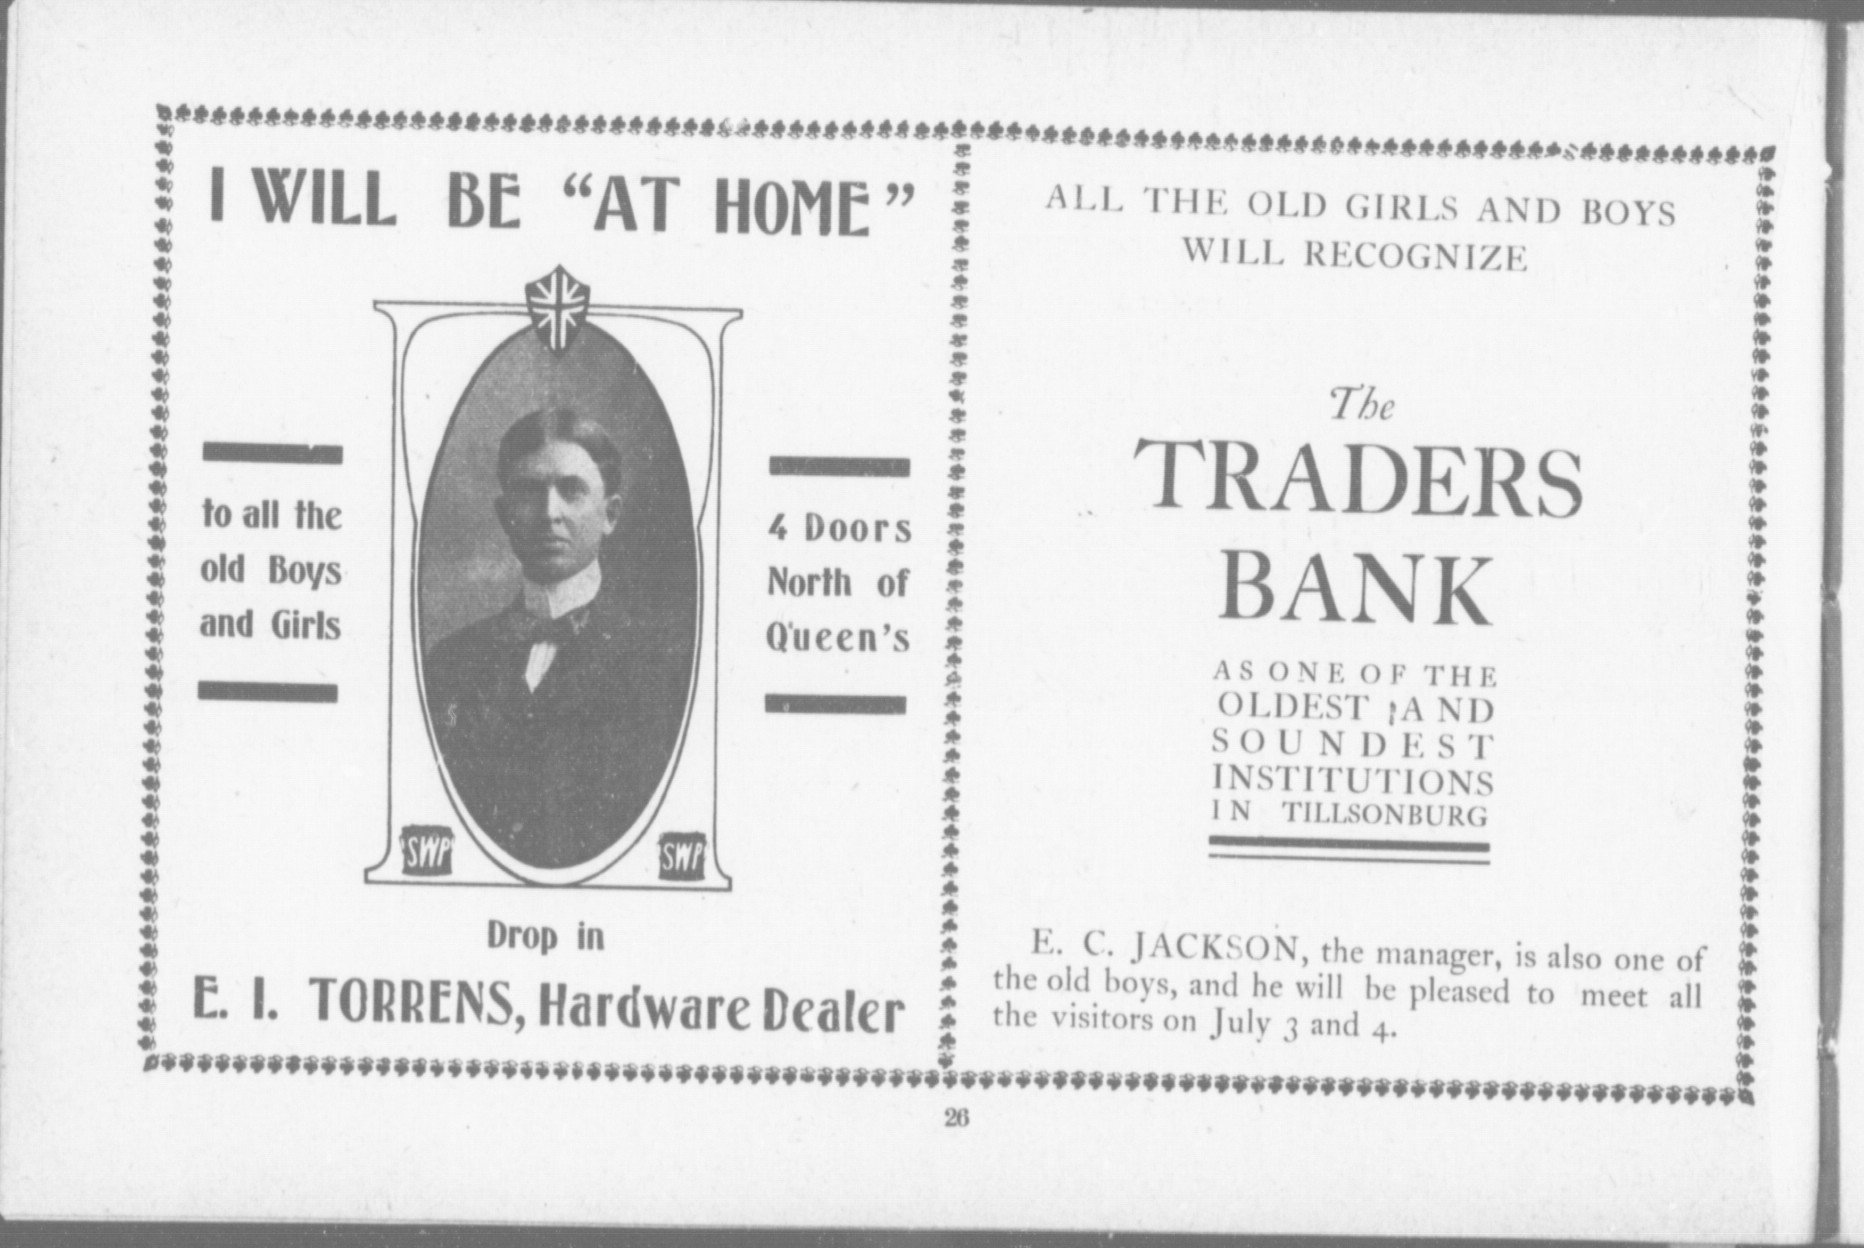 I WILL BE “AT HOME”
to all the
old Boys
and Girls
4 Doors
North of
Queen's
SWP
SWP
Drop in
E. I. TORRENS, Hardware Dealer
ALL THE OLD GIRLS AND BOYS
WILL RECOGNIZE
The
TRADERS
BANK
AS ONE OF THE
OLDEST AND
SOUNDEST
INSTITUTIONS
IN TILLSONBURG
E. C. JACKSON, the manager, is also one of
the old boys, and he will be pleased to meet all
the visitors on July 3 and 4.
26